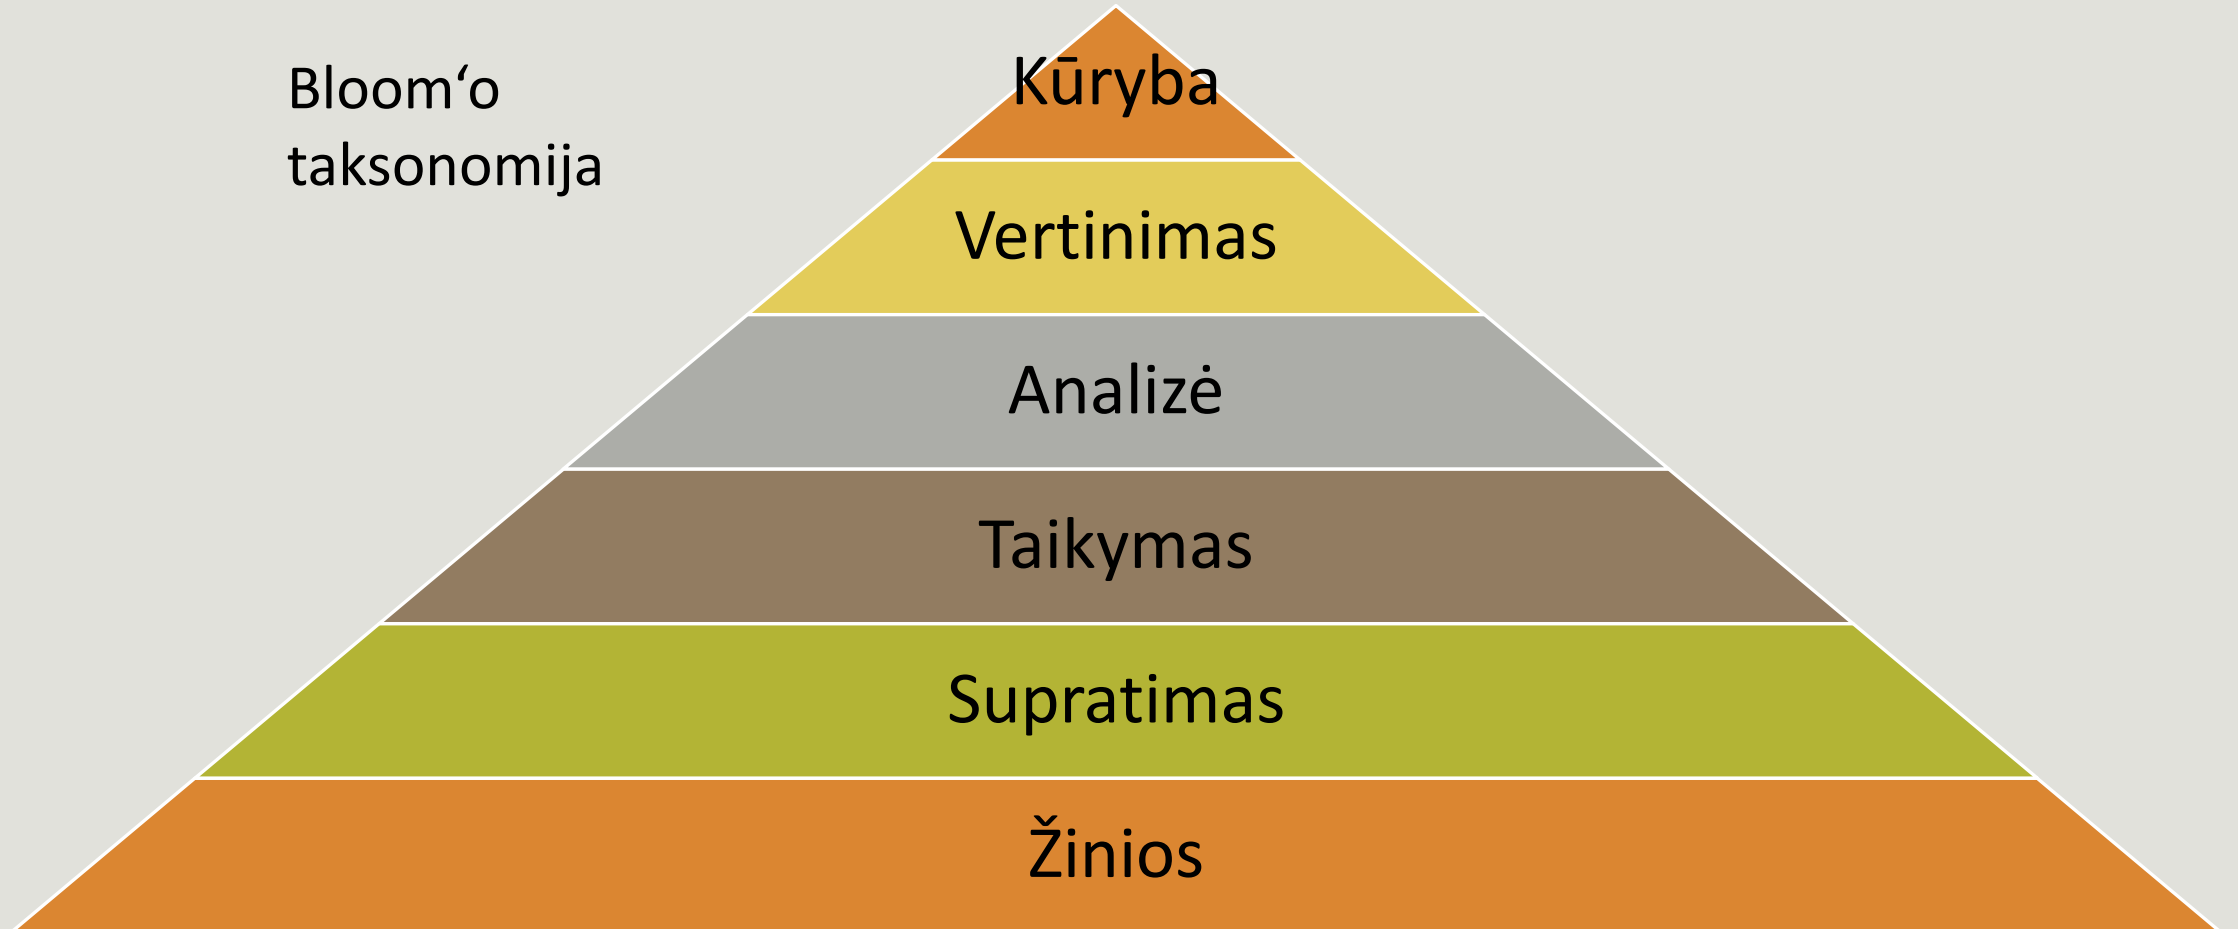 Bloom‘o
taksonomija
Kūryba
Vertinimas
Analizė
Taikymas
Supratimas
Žinios